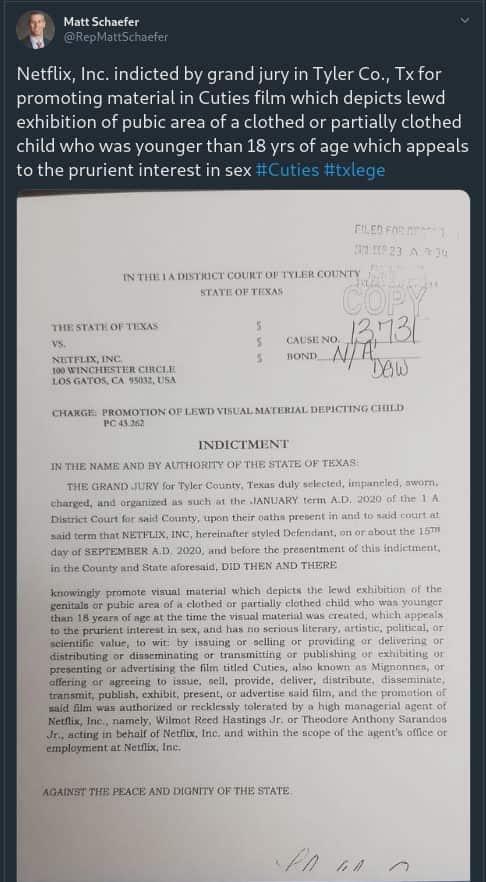 Matt Schaefer
@RepMattSchaefer
Netflix, Inc. indicted by grand jury in Tyler Co., Tx for
promoting material in Cuties film which depicts lewd
exhibition of pubic area of a clothed or partially clothed
child who was younger than 18 yrs of age which appeals
to the prurient interest in sex #Cuties #txlege
FILED FOR
SEP 23 A
IN THE 1 A DISTRICT COURT OF TYLER COUNTY
STATE OF TEXAS
COPY
THE STATE OF TEXAS §
VS. § CAUSE NO. 13,731
NETFLIX, INC. § BOND N/A
100 WINCHESTER CIRCLE
LOS GATOS, CA 95032, USA
CHARGE: PROMOTION OF LEWD VISUAL MATERIAL DEPICTING CHILD
PC 43.262
INDICTMENT
IN THE NAME AND BY AUTHORITY OF THE STATE OF TEXAS:
THE GRAND JURY for Tyler County, Texas duly selected, impaneled, sworn,
charged, and organized as such at the JANUARY term A.D. 2020 of the 1 A
District Court for said County, upon their oaths present in and to said court at
said term that NETFLIX, INC, hereinafter styled Defendant, on or about the 15TH
day of SEPTEMBER A.D. 2020, and before the presentment of this indictment,
in the County and State aforesaid, DID THEN AND THERE
knowingly promote visual material which depicts the lewd exhibition of the
genitals or pubic area of a clothed or partially clothed child who was younger
than 18 years of age at the time the visual material was created, which appeals
to the prurient interest in sex, and has no serious literary, artistic, political, or
scientific value, to wit: by issuing or selling or providing or delivering or
distributing or disseminating or transmitting or publishing or exhibiting or
presenting or advertising the film titled Cuties, also known as Mignonnes, or
offering or agreeing to issue, sell, provide, deliver, distribute, disseminate,
transmit, publish, exhibit, present, or advertise said film, and the promotion of
said film was authorized or recklessly tolerated by a high managerial agent of
Netflix, Inc., namely, Wilmot Reed Hastings Jr. or Theodore Anthony Sarandos
Jr., acting in behalf of Netflix, Inc. and within the scope of the agent's office or
employment at Netflix, Inc.
AGAINST THE PEACE AND DIGNITY OF THE STATE.